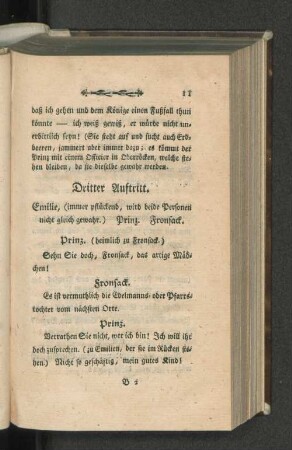 11
daß ich gehen und dem Könige einen Fußfall thun
könnte — ich weiß gewiß, er würde nicht un-
erbittlich seyn! (Sie steht auf und sucht auch Erd-
beeren, jammert aber immer dazu; es kömmt der
Prinz mit einem Officier in Oberröcken, welche ste-
hen bleiben, da sie dieselbe gewahr werden.
Dritter Auftritt.
Emilie, (immer pflückend, wird beide Personen
nicht gleich gewahr.) Prinz. Fronsack.
Prinz. (heimlich zu Fronsack.)
Sehn Sie doch, Fronsack, das artige Mäd-
chen!
Fronsack.
Es ist vermuthlich die Edelmanns- oder Pfarrs-
tochter vom nächsten Orte.
Prinz.
Verrathen Sie nicht, wer ich bin! Ich will ihr
doch zusprechen. (zu Emilien, der sie im Rücken ste-
hen.) Nicht so geschäftig, mein gutes Kind!
B 2